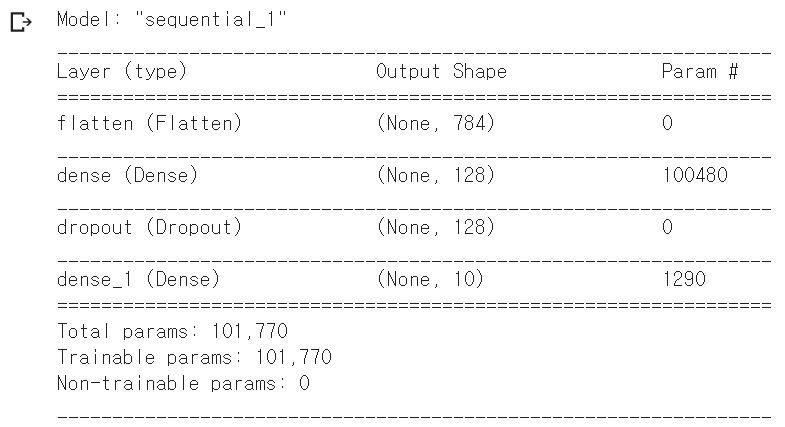 Model: "sequential_1"
_________________________________________________________________
Layer (type)                 Output Shape              Param #
=================================================================
flatten (Flatten)            (None, 784)               0
_________________________________________________________________
dense (Dense)                (None, 128)               100480
_________________________________________________________________
dropout (Dropout)            (None, 128)               0
_________________________________________________________________
dense_1 (Dense)              (None, 10)                1290
=================================================================
Total params: 101,770
Trainable params: 101,770
Non-trainable params: 0
_________________________________________________________________